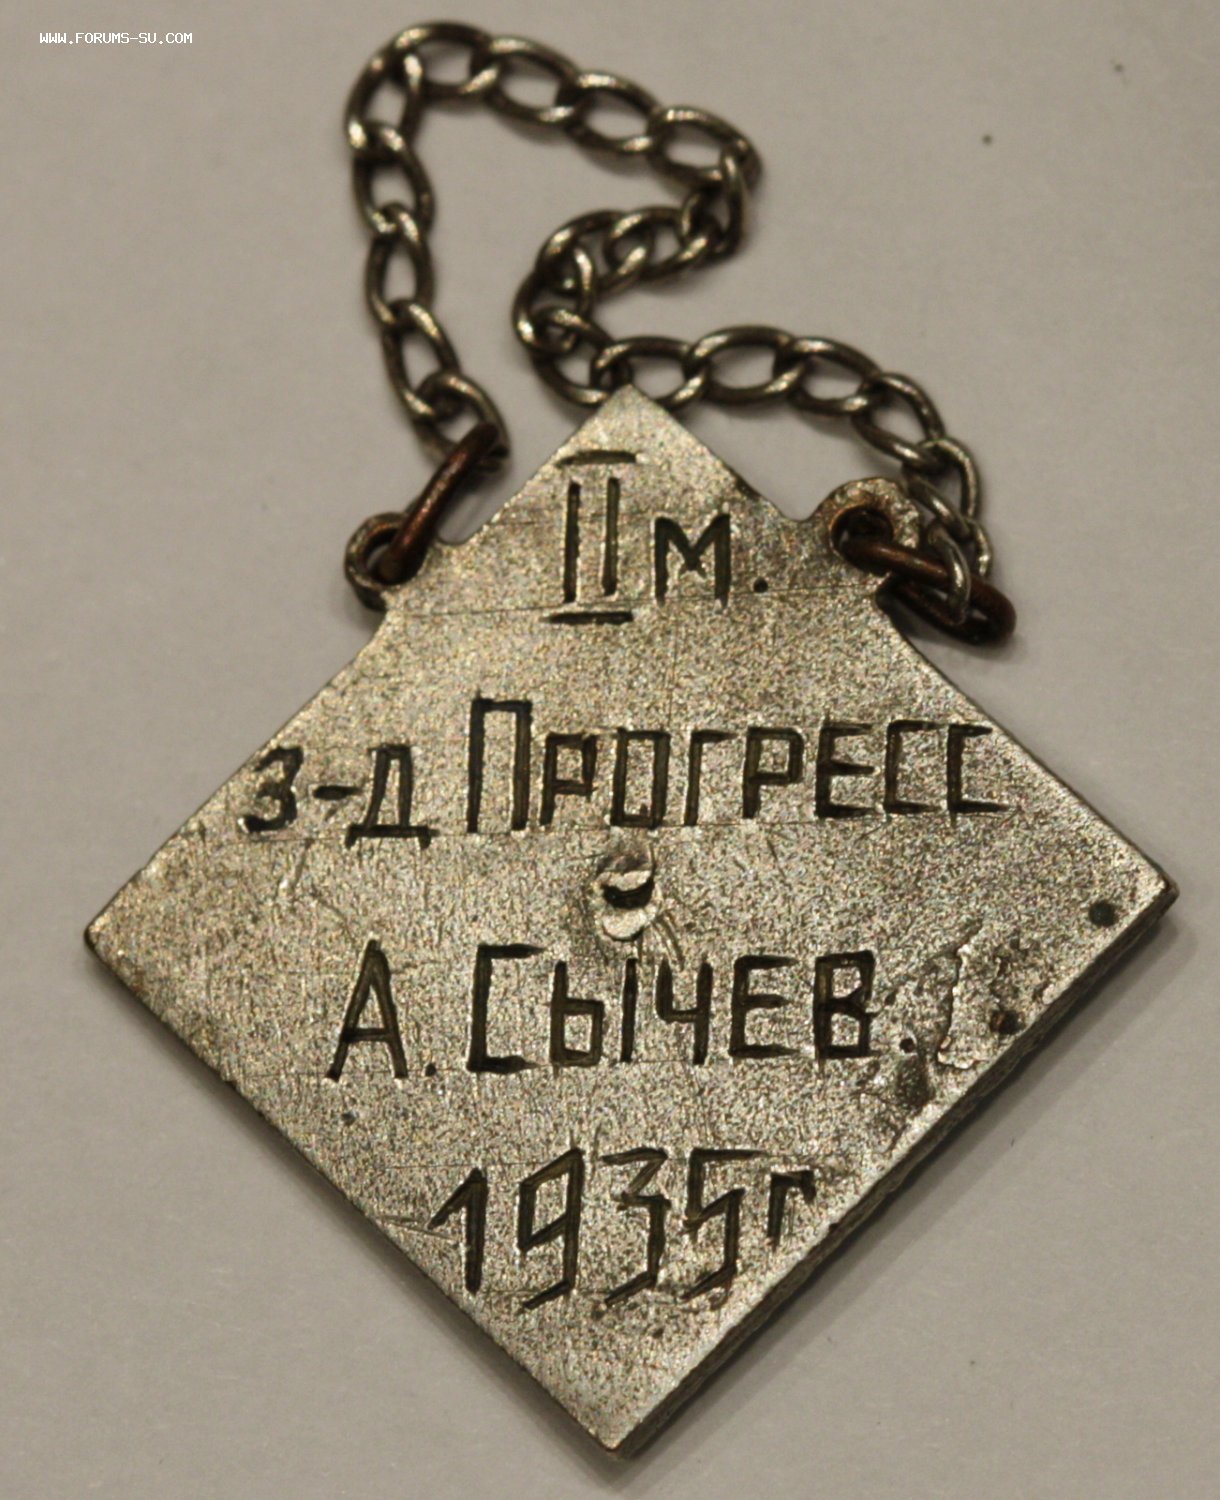 WWW.FORUMS-SU.COM
II м.
з-д Прогресс
А. Сычев
1935г